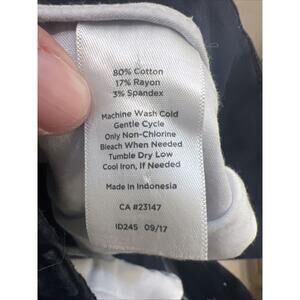 80% Cotton
17% Rayon
3% Spandex
Machine Wash Cold
Gentle Cycle
Only Non-Chlorine
Bleach When Needed
Tumble Dry Low
Cool Iron, If Needed
Made In Indonesia
CA #23147
ID245 09/17